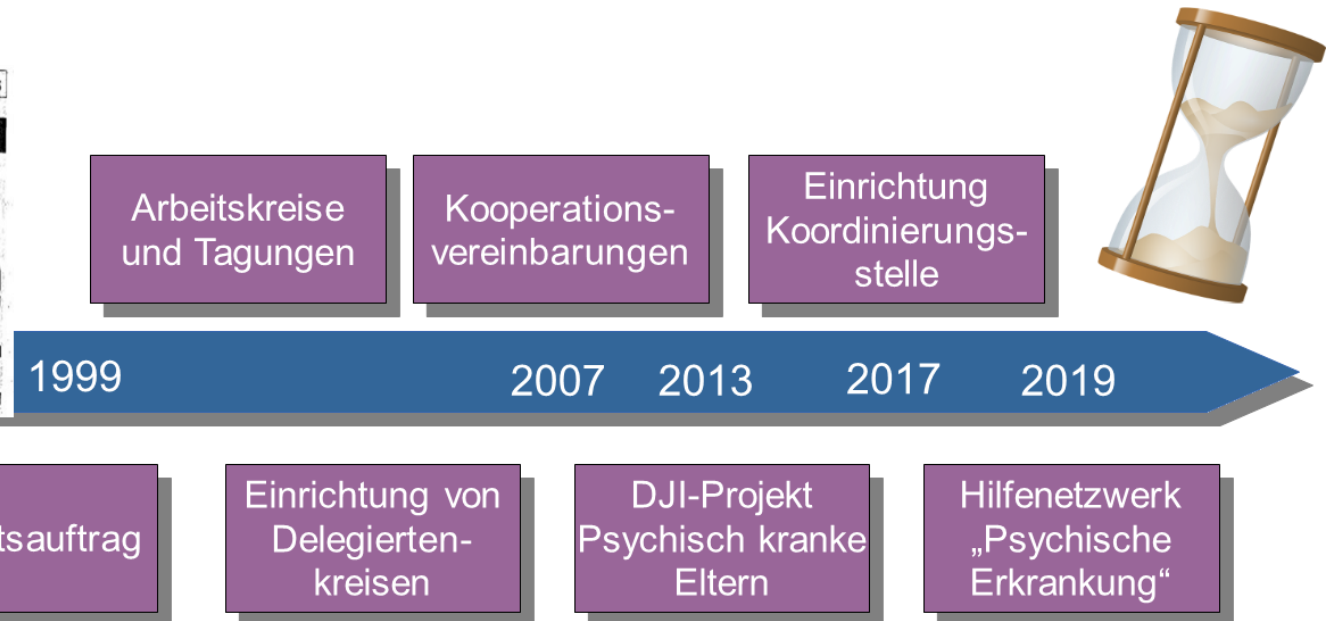 Arbeitskreise
und Tagungen
Kooperations-
vereinbarungen
Einrichtung
Koordinierungs-
stelle
1999
2007
2013
2017
2019
tsauftrag
Einrichtung von
Delegierten-
kreisen
DJI-Projekt
Psychisch kranke
Eltern
Hilfenetzwerk
„Psychische
Erkrankung“